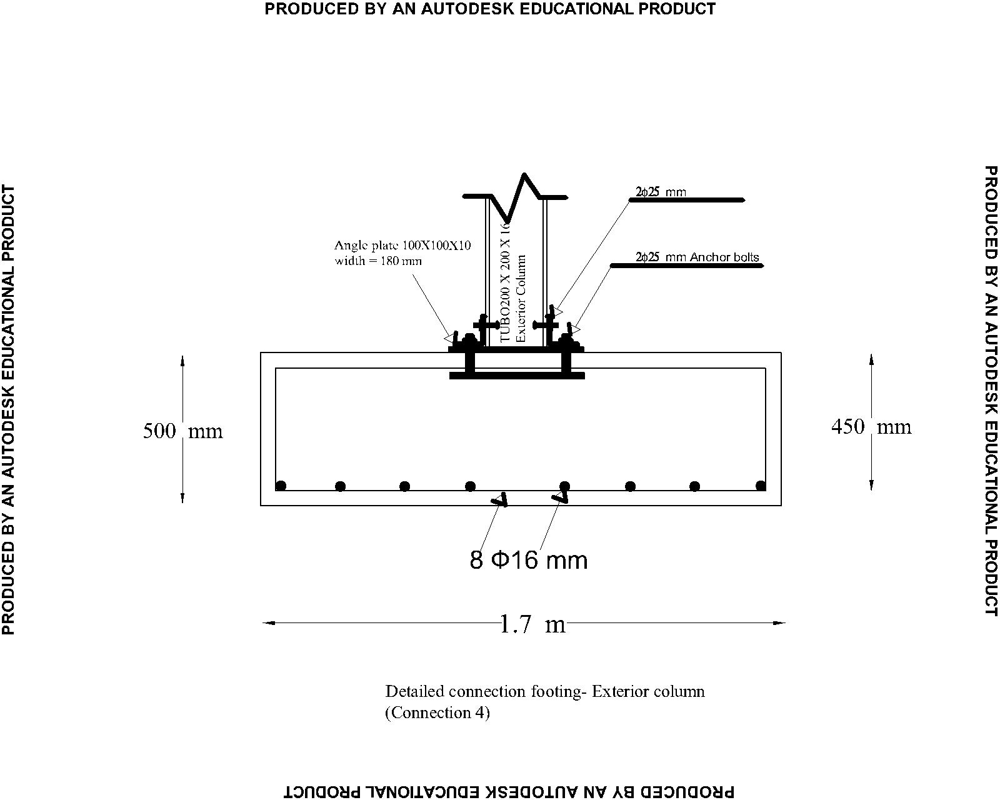 PRODUCED BY AN AUTODESK EDUCATIONAL PRODUCT
PRODUCED BY AN AUTODESK EDUCATIONAL PRODUCT
PRODUCED BY AN AUTODESK EDUCATIONAL PRODUCT
2ϕ25 mm
Angle plate 100X100X10
width = 180 mm
2ϕ25 mm Anchor bolts
TUBO200 X 200 X 16
Exterior Column
500 mm
450 mm
8 Φ16 mm
1.7 m
Detailed connection footing- Exterior column
(Connection 4)
PRODUCED BY AN AUTODESK EDUCATIONAL PRODUCT